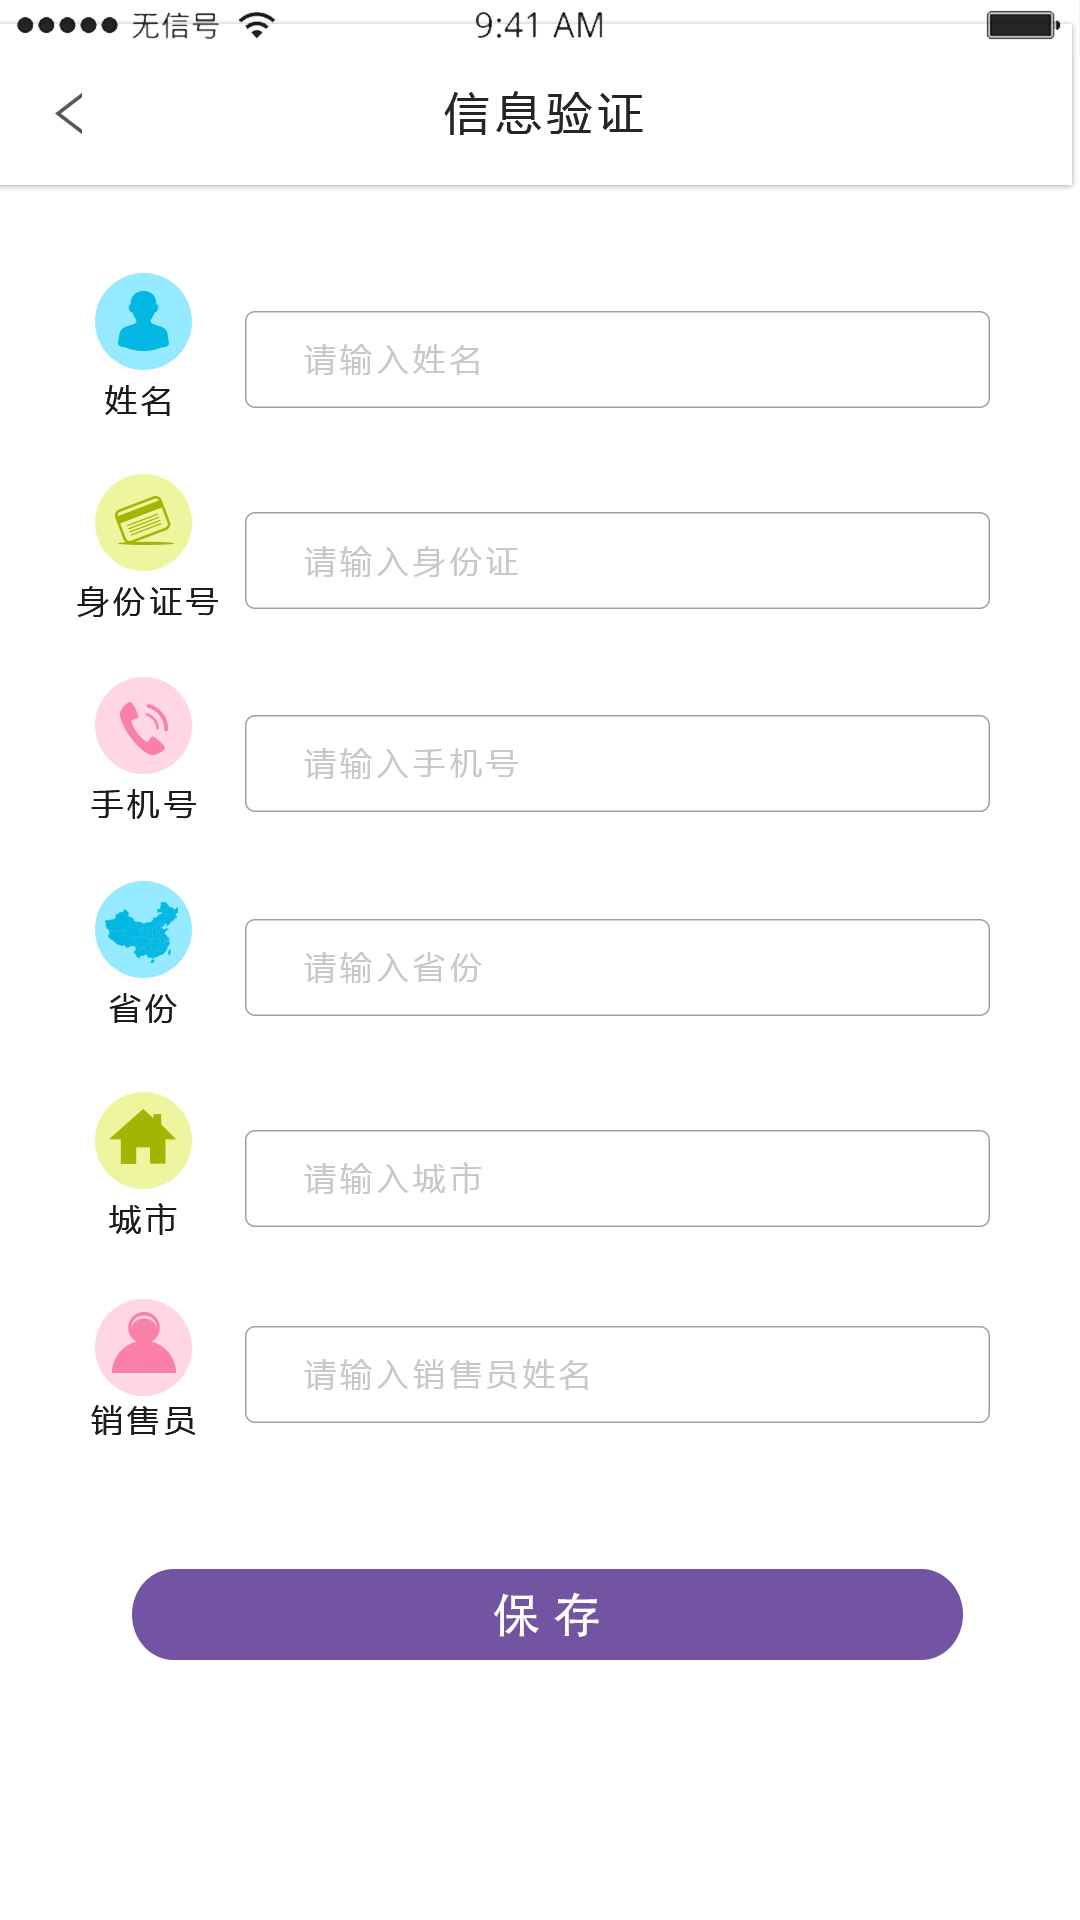 无信号 9:41 AM
信息验证
请输入姓名
姓名
请输入身份证
身份证号
请输入手机号
手机号
请输入省份
省份
请输入城市
城市
请输入销售员姓名
销售员
保 存